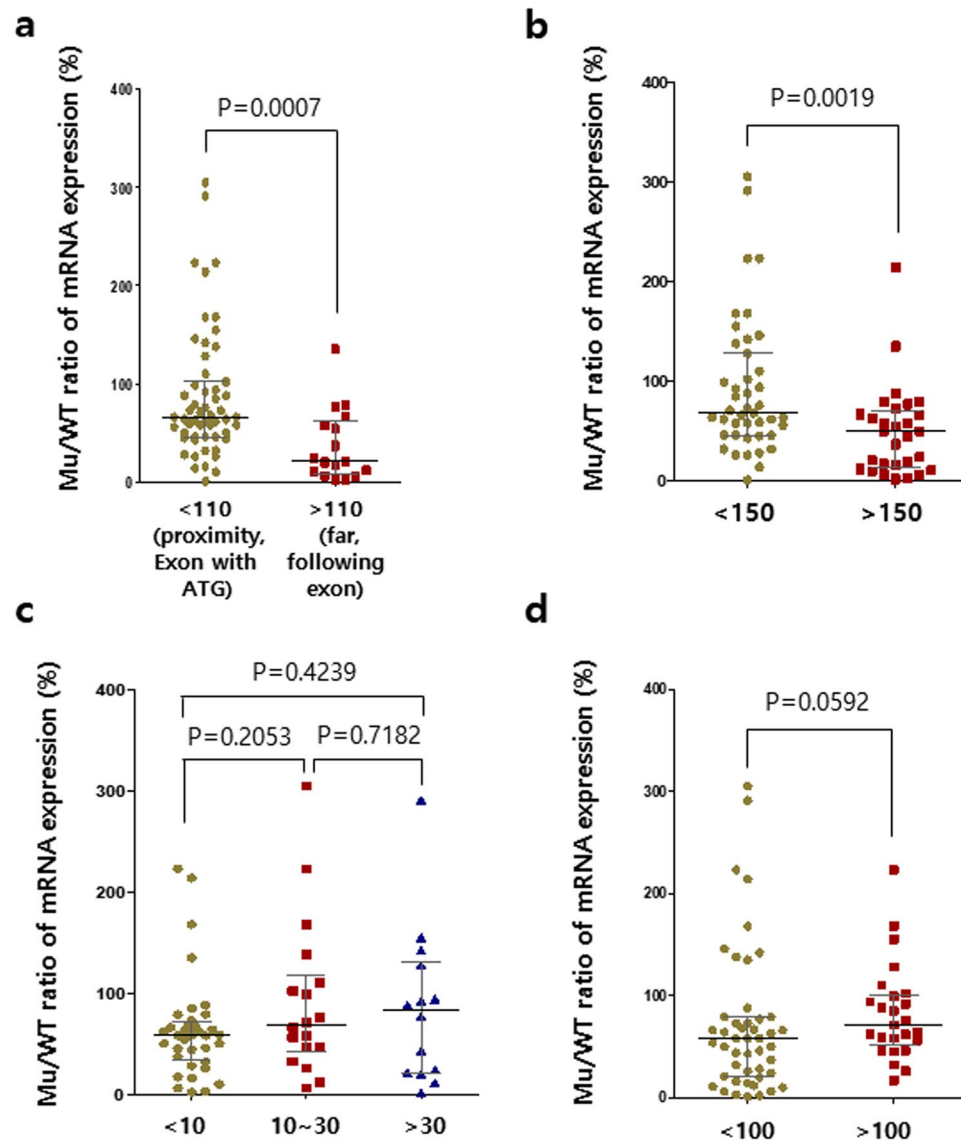 a
Mu/WT ratio of mRNA expression (%)
400
300
200
100
0
P=0.0007
<110
(proximity,
Exon with
ATG)
>110
(far,
following
exon)
b
Mu/WT ratio of mRNA expression (%)
400
300
200
100
0
P=0.0019
<150
>150
c
Mu/WT ratio of mRNA expression (%)
400
300
200
100
0
P=0.4239
P=0.2053
P=0.7182
<10
10~30
>30
d
Mu/WT ratio of mRNA expression (%)
400
300
200
100
0
P=0.0592
<100
>100